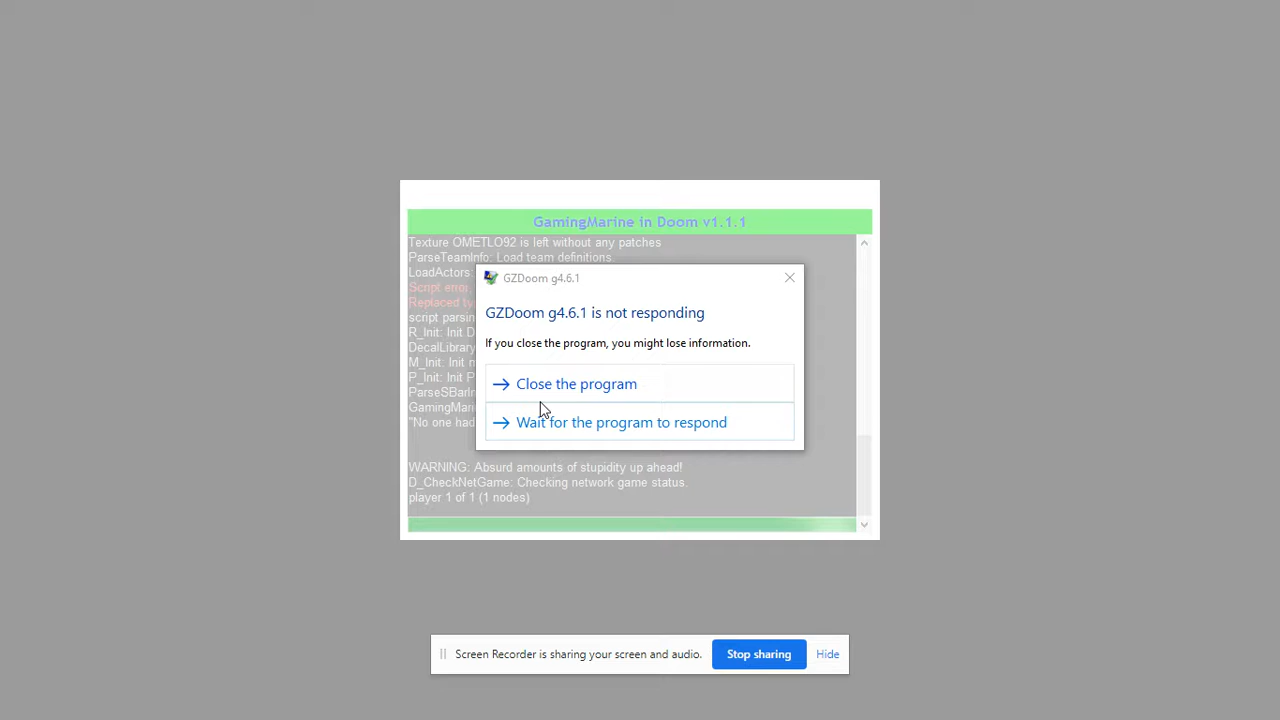 GamingMarine in Doom v1.1.1
Texture OMETLO92 is left without any patches
ParseTeamInfo: Load team definitions.
LoadActors
Script error,
Replaced
script
R_Init: Init
DecalLibrary
M_Init: Init
P_Init: Init
"No one had
GZDoom g4.6.1
GZDoom g4.6.1 is not responding
If you close the program, you might lose information.
Close the program
Wait for the program to respond
WARNING: Absurd amounts of stupidity up ahead!
D_CheckNetGame: Checking network game status.
player 1 of 1 (1 nodes)
Screen Recorder is sharing your screen and audio.
Stop sharing
Hide